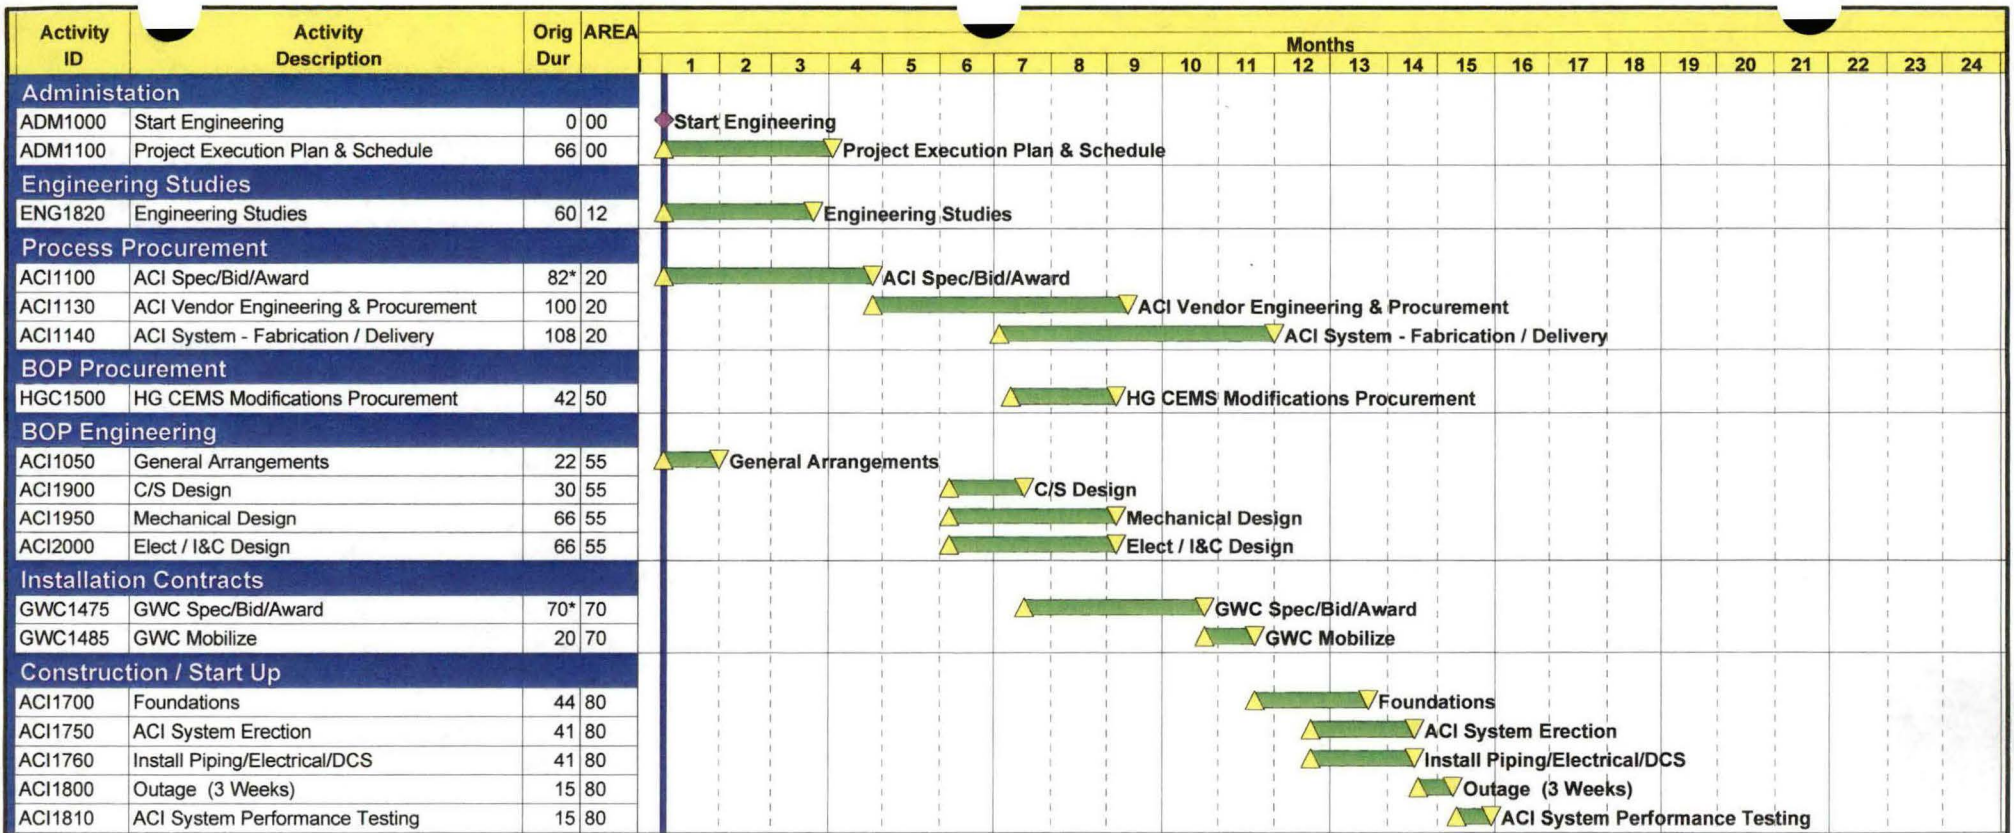 Activity ID Activity Description Orig Dur AREA Months
1 2 3 4 5 6 7 8 9 10 11 12 13 14 15 16 17 18 19 20 21 22 23 24
Administation
ADM1000 Start Engineering 0 00 Start Engineering
ADM1100 Project Execution Plan & Schedule 66 00 Project Execution Plan & Schedule
Engineering Studies
ENG1820 Engineering Studies 60 12 Engineering Studies
Process Procurement
ACI1100 ACI Spec/Bid/Award 82* 20 ACI Spec/Bid/Award
ACI1130 ACI Vendor Engineering & Procurement 100 20 ACI Vendor Engineering & Procurement
ACI1140 ACI System - Fabrication / Delivery 108 20 ACI System - Fabrication / Delivery
BOP Procurement
HGC1500 HG CEMS Modifications Procurement 42 50 HG CEMS Modifications Procurement
BOP Engineering
ACI1050 General Arrangements 22 55 General Arrangements
ACI1900 C/S Design 30 55 C/S Design
ACI1950 Mechanical Design 66 55 Mechanical Design
ACI2000 Elect / I&C Design 66 55 Elect / I&C Design
Installation Contracts
GWC1475 GWC Spec/Bid/Award 70* 70 GWC Spec/Bid/Award
GWC1485 GWC Mobilize 20 70 GWC Mobilize
Construction / Start Up
ACI1700 Foundations 44 80 Foundations
ACI1750 ACI System Erection 41 80 ACI System Erection
ACI1760 Install Piping/Electrical/DCS 41 80 Install Piping/Electrical/DCS
ACI1800 Outage (3 Weeks) 15 80 Outage (3 Weeks)
ACI1810 ACI System Performance Testing 15 80 ACI System Performance Testing